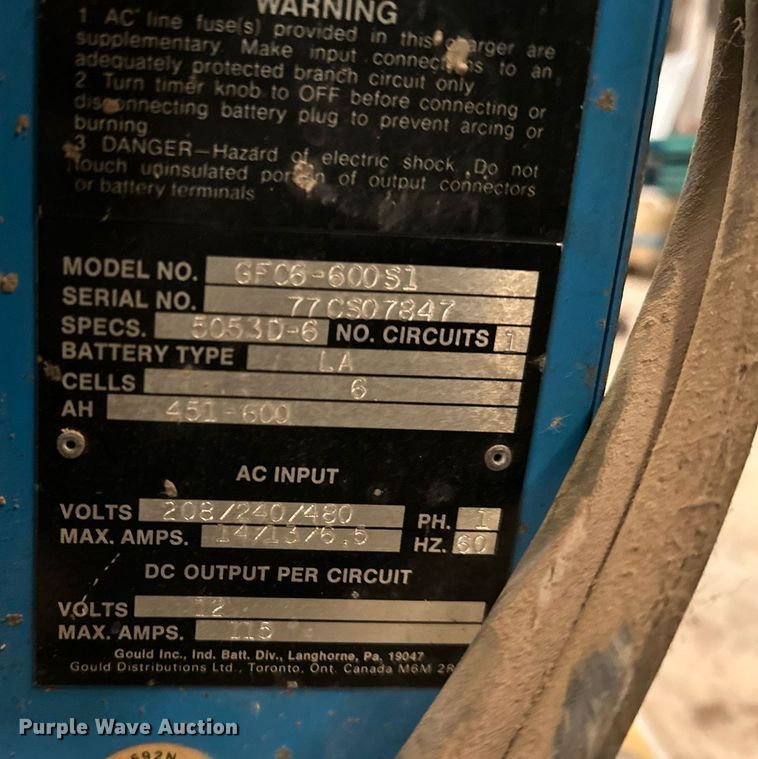 WARNING
1 AC line fuse(s) provided in this charger are
supplementary. Make input connections to an
adequately protected branch circuit only
2 Turn timer knob to OFF before connecting or
disconnecting battery plug to prevent arcing or
burning
3 DANGER—Hazard of electric shock. Do not
touch uninsulated portion of output connectors
or battery terminals
MODEL NO. GFC6-600S1
SERIAL NO. 77CS07847
SPECS. 5053D-6 NO. CIRCUITS 1
BATTERY TYPE LA
CELLS 6
AH 451-600
AC INPUT
VOLTS 208/240/480 PH. 1
MAX. AMPS. 14/13/6.5 HZ. 60
DC OUTPUT PER CIRCUIT
VOLTS 12
MAX. AMPS. 115
Gould Inc., Ind. Batt. Div., Langhorne, Pa. 19047
Gould Distributions Ltd., Toronto, Ont. Canada M6M
Purple Wave Auction
692N